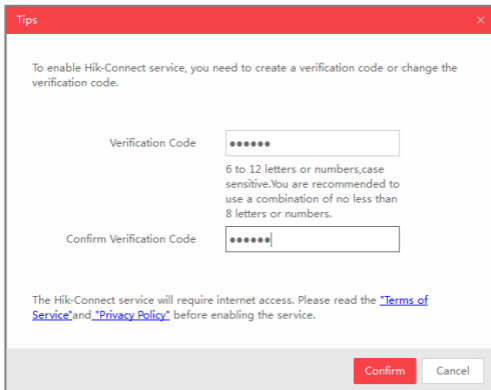 Tips
To enable Hik-Connect service, you need to create a verification code or change the
verification code.
Verification Code
●●●●●●
6 to 12 letters or numbers,case
sensitive.You are recommended to
use a combination of no less than
8 letters or numbers.
Confirm Verification Code
●●●●●●
The Hik-Connect service will require internet access. Please read the "Terms of
Service"and "Privacy Policy" before enabling the service.
Confirm
Cancel